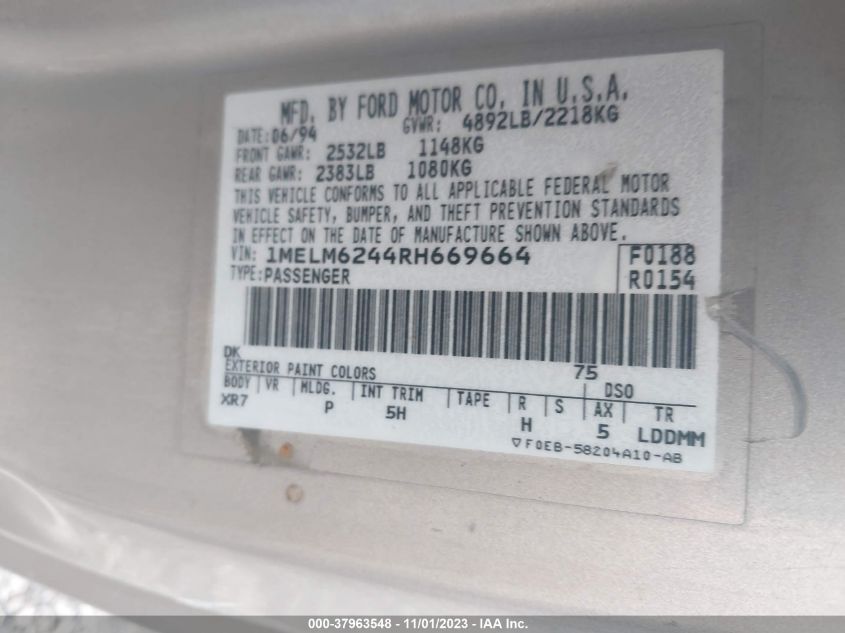 MFD. BY FORD MOTOR CO. IN U.S.A.
DATE: 06/94 GVWR: 4892LB/2218KG
FRONT GAWR: 2532LB 1148KG
REAR GAWR: 2383LB 1080KG
THIS VEHICLE CONFORMS TO ALL APPLICABLE FEDERAL MOTOR
VEHICLE SAFETY, BUMPER, AND THEFT PREVENTION STANDARDS
IN EFFECT ON THE DATE OF MANUFACTURE SHOWN ABOVE.
VIN: 1MELM6244RH669664 F0188
TYPE: PASSENGER R0154
DK
EXTERIOR PAINT COLORS 75 DSO
BODY VR MLDG. INT TRIM TAPE R S AX TR
XR7 P 5H H 5 LDDMM
F0EB-58204A10-AB
000-37963548 - 11/01/2023 - IAA Inc.